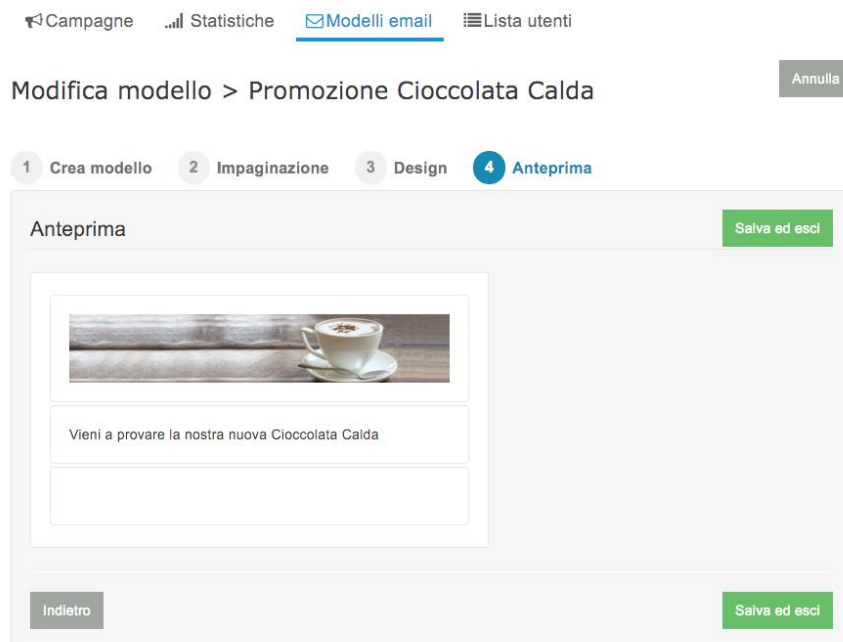 Campagne Statistiche Modelli email Lista utenti
Modifica modello > Promozione Cioccolata Calda
Annulla
1 Crea modello 2 Impaginazione 3 Design 4 Anteprima
Anteprima
Salva ed esci
Vieni a provare la nostra nuova Cioccolata Calda
Indietro
Salva ed esci